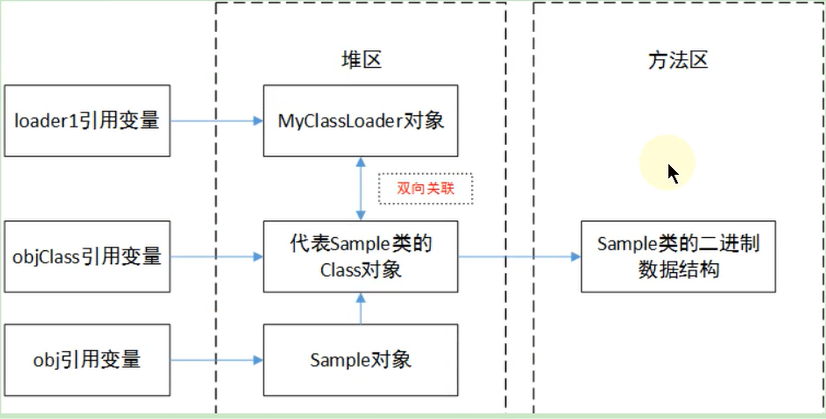 堆区
方法区
loader1引用变量
MyClassLoader对象
双向关联
objClass引用变量
代表Sample类的
Class对象
Sample类的二进制
数据结构
obj引用变量
Sample对象